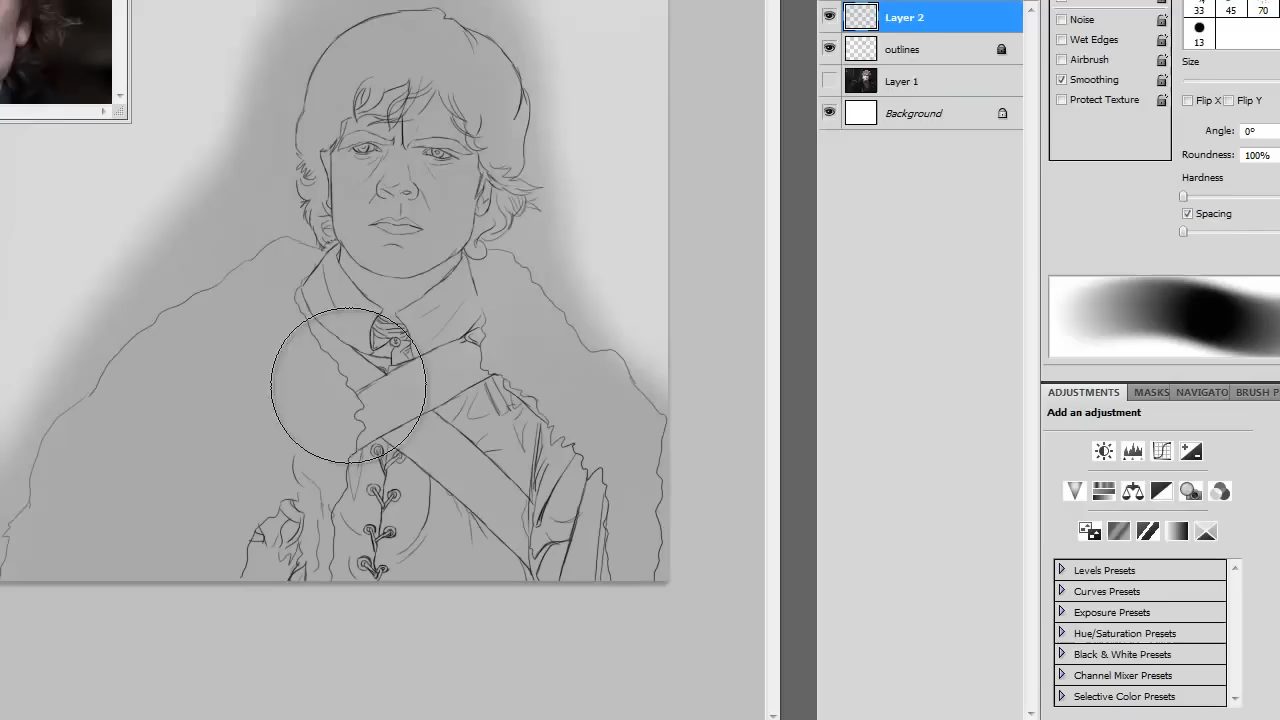 Layer 2
outlines
Layer 1
Background
Noise
Wet Edges
Airbrush
Smoothing
Protect Texture
33 45 70
13
Size
Flip X Flip Y
Angle: 0°
Roundness: 100%
Hardness
Spacing
ADJUSTMENTS MASKS NAVIGATO BRUSH P
Add an adjustment
Levels Presets
Curves Presets
Exposure Presets
Hue/Saturation Presets
Black & White Presets
Channel Mixer Presets
Selective Color Presets